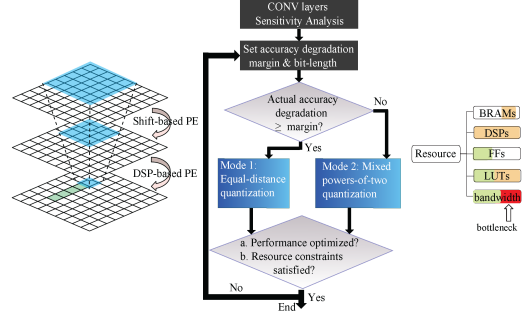 CONV layers
Sensitivity Analysis
Set accuracy degradation
margin & bit-length
Actual accuracy
degradation
≥ margin?
No
Yes
Mode 1:
Equal-distance
quantization
Mode 2: Mixed
powers-of-two
quantization
a. Performance optimized?
b. Resource constraints
satisfied?
No
Yes
End
Shift-based PE
DSP-based PE
Resource
BRAMs
DSPs
FFs
LUTs
bandwidth
bottleneck